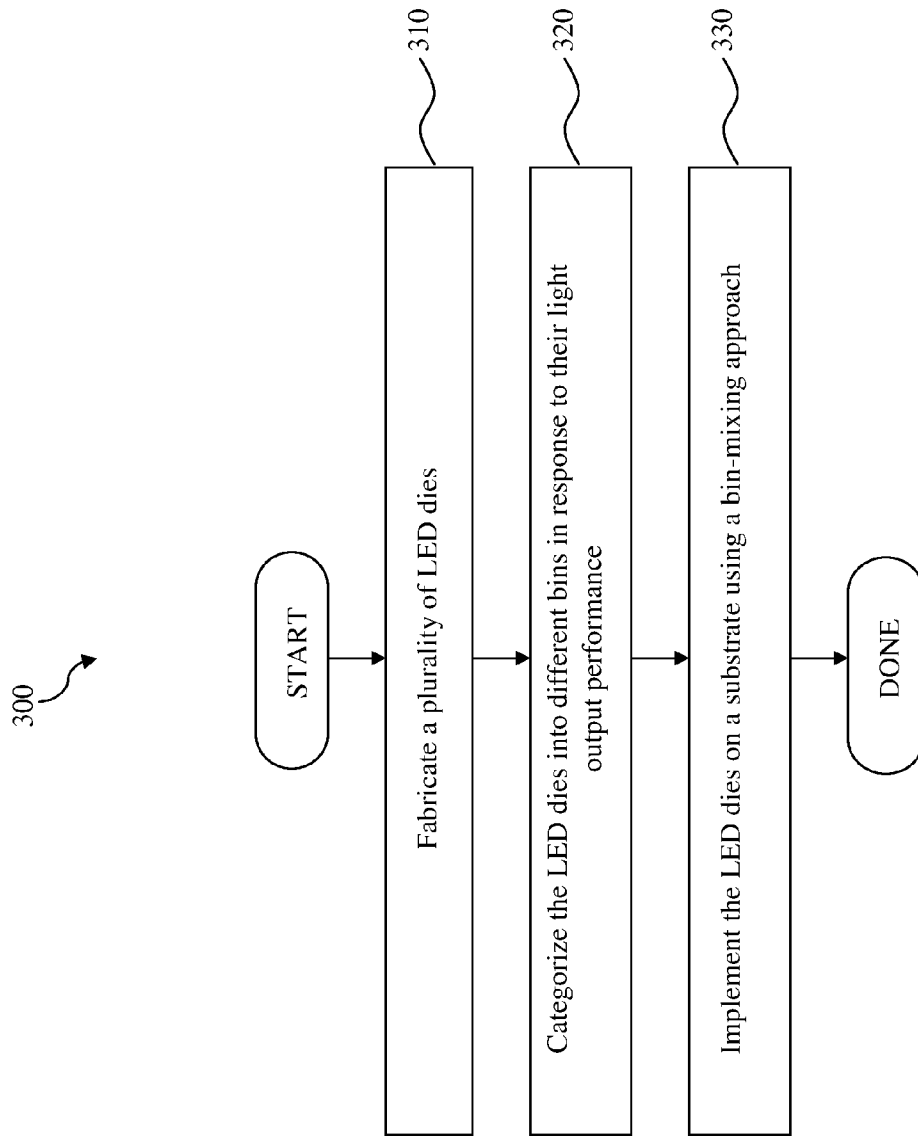 300
START
Fabricate a plurality of LED dies
310
Categorize the LED dies into different bins in response to their light
output performance
320
Implement the LED dies on a substrate using a bin-mixing approach
330
DONE